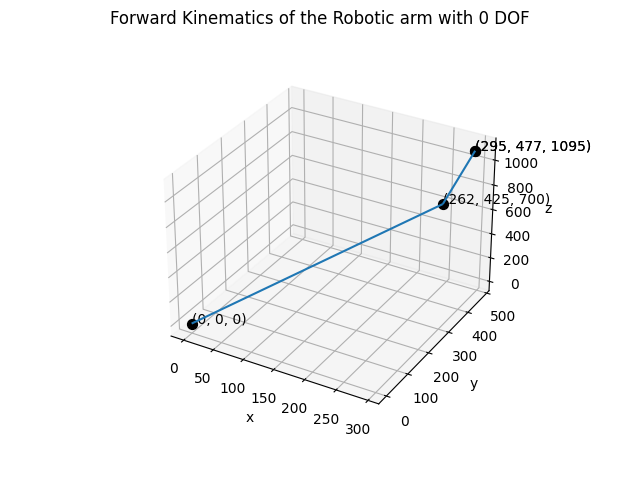 Forward Kinematics of the Robotic arm with 0 DOF
(295, 477, 1095)
(262, 425, 700)
(0, 0, 0)
1000
800
600
400
200
0
z
500
400
300
200
100
0
y
0
50
100
150
200
250
300
x